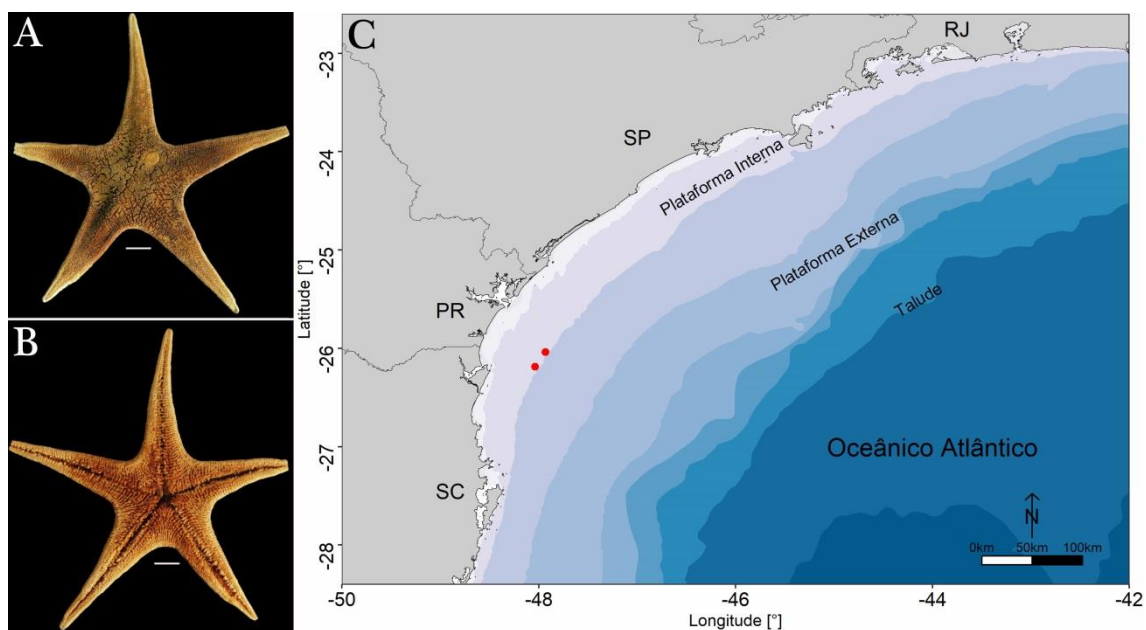 A
B
C
RJ
SP
PR
SC
Plataforma Interna
Plataforma Externa
Talude
Oceânico Atlântico
N
0km 50km 100km
Latitude [°]
-23
-24
-25
-26
-27
-28
-50 -48 -46 -44 -42
Longitude [°]